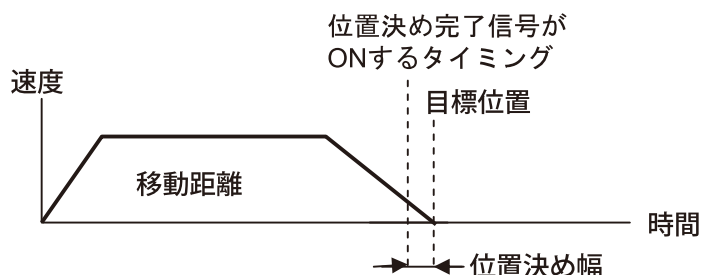 位置決め完了信号が
ONするタイミング
速度
目標位置
移動距離
時間
位置決め幅